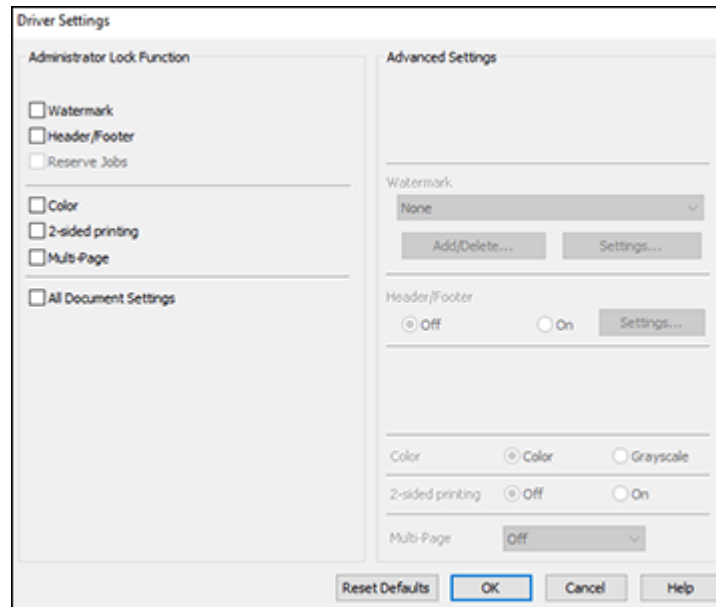 Driver Settings
Administrator Lock Function
Watermark
Header/Footer
Reserve Jobs
Color
2-sided printing
Multi-Page
All Document Settings
Advanced Settings
Watermark
None
Add/Delete... Settings...
Header/Footer
Off On Settings...
Color Color Grayscale
2-sided printing Off On
Multi-Page Off
Reset Defaults OK Cancel Help